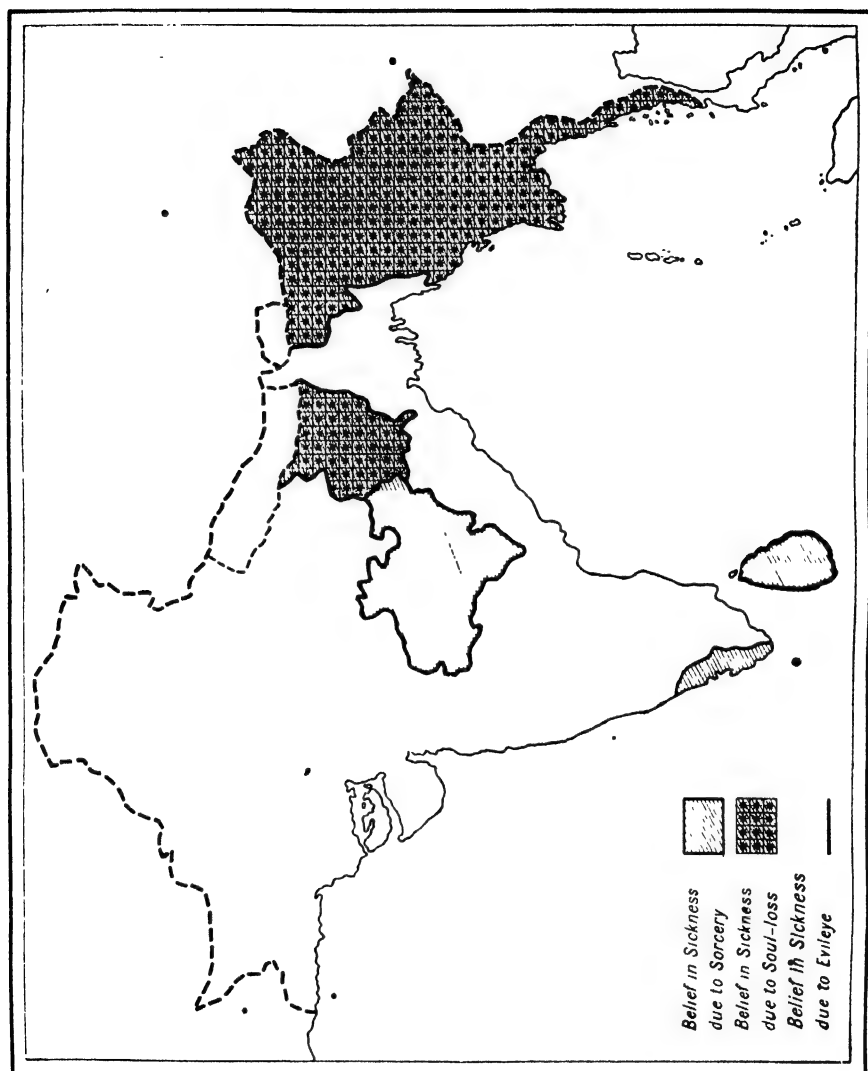 Belief in Sickness
due to Sorcery
Belief in Sickness
due to Soul-loss
Belief in Sickness
due to Evileye